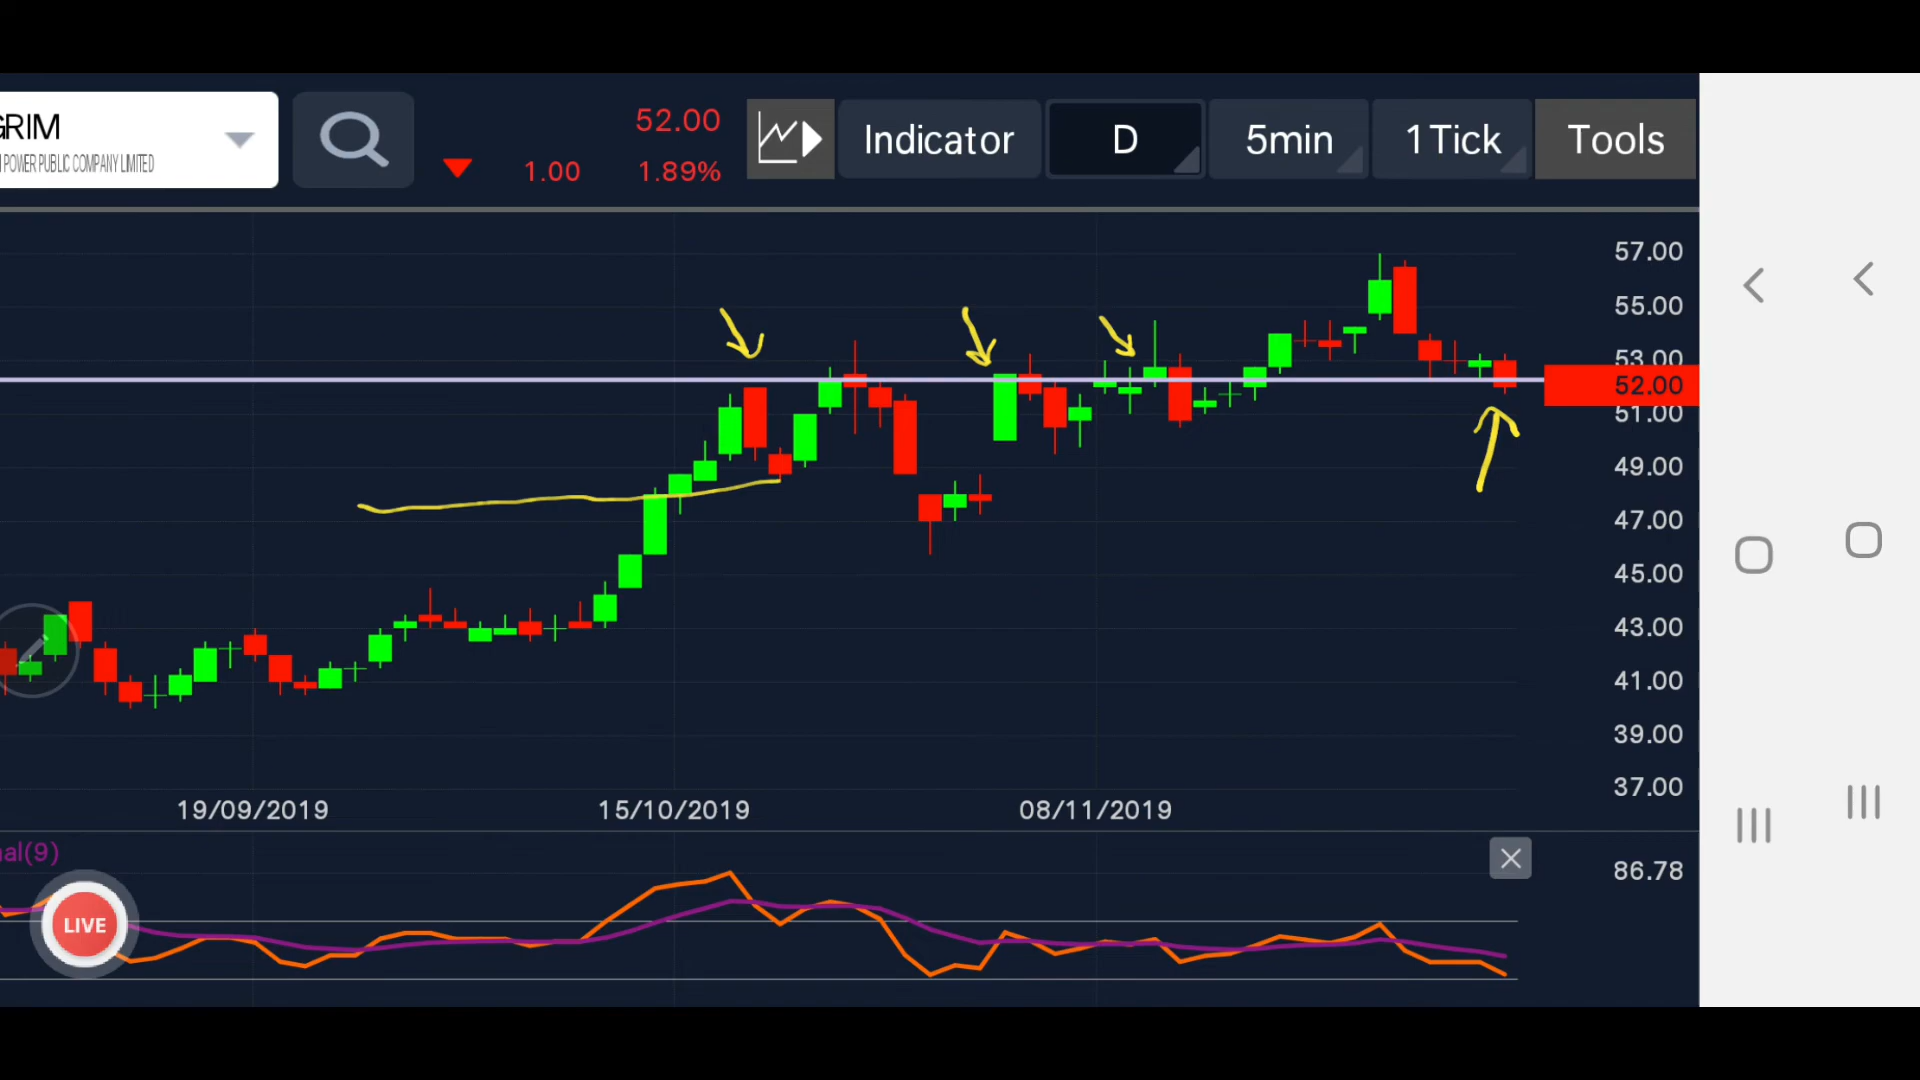 GRIM
POWER PUBLIC COMPANY LIMITED
52.00
1.00 1.89%
Indicator
D
5min
1 Tick
Tools
57.00
55.00
53.00
52.00
51.00
49.00
47.00
45.00
43.00
41.00
39.00
37.00
19/09/2019 15/10/2019 08/11/2019
al(9)
86.78
LIVE